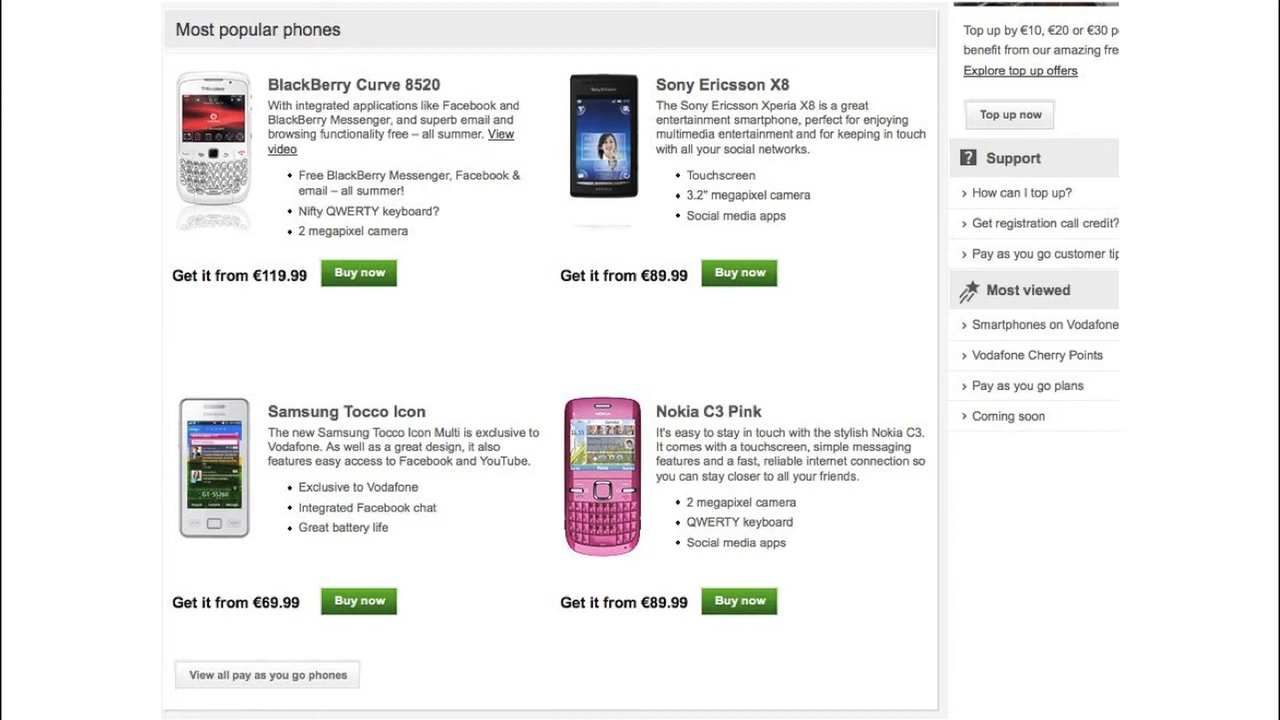 Most popular phones
BlackBerry Curve 8520
With integrated applications like Facebook and
BlackBerry Messenger, and superb email and
browsing functionality free – all summer. View
video
Free BlackBerry Messenger, Facebook &
email – all summer!
Nifty QWERTY keyboard?
2 megapixel camera
Get it from €119.99
Buy now
Sony Ericsson X8
The Sony Ericsson Xperia X8 is a great
entertainment smartphone, perfect for enjoying
multimedia entertainment and for keeping in touch
with all your social networks.
Touchscreen
3.2" megapixel camera
Social media apps
Get it from €89.99
Buy now
Samsung Tocco Icon
The new Samsung Tocco Icon Multi is exclusive to
Vodafone. As well as a great design, it also
features easy access to Facebook and YouTube.
Exclusive to Vodafone
Integrated Facebook chat
Great battery life
Get it from €69.99
Buy now
Nokia C3 Pink
It's easy to stay in touch with the stylish Nokia C3.
It comes with a touchscreen, simple messaging
features and a fast, reliable internet connection so
you can stay closer to all your friends.
2 megapixel camera
QWERTY keyboard
Social media apps
Get it from €89.99
Buy now
View all pay as you go phones
Top up by €10, €20 or €30 p
benefit from our amazing fre
Explore top up offers
Top up now
Support
How can I top up?
Get registration call credit?
Pay as you go customer tip
Most viewed
Smartphones on Vodafone
Vodafone Cherry Points
Pay as you go plans
Coming soon